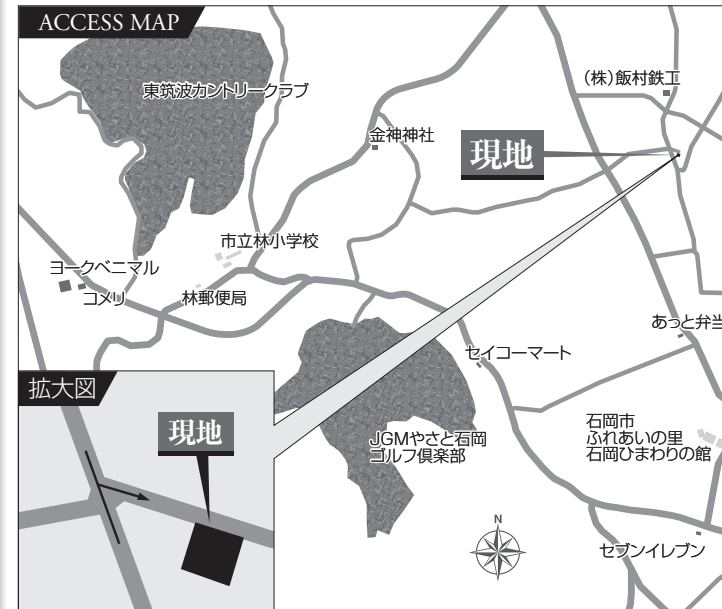 ACCESS MAP
東筑波カントリークラブ
(株)飯村鉄工
金神神社
現地
市立林小学校
ヨークベニマル
コメリ
林郵便局
あっと弁当
セイコーマート
拡大図
現地
JGMやさと石岡
ゴルフ倶楽部
石岡市
ふれあいの里
石岡ひまわりの館
N
セブンイレブン